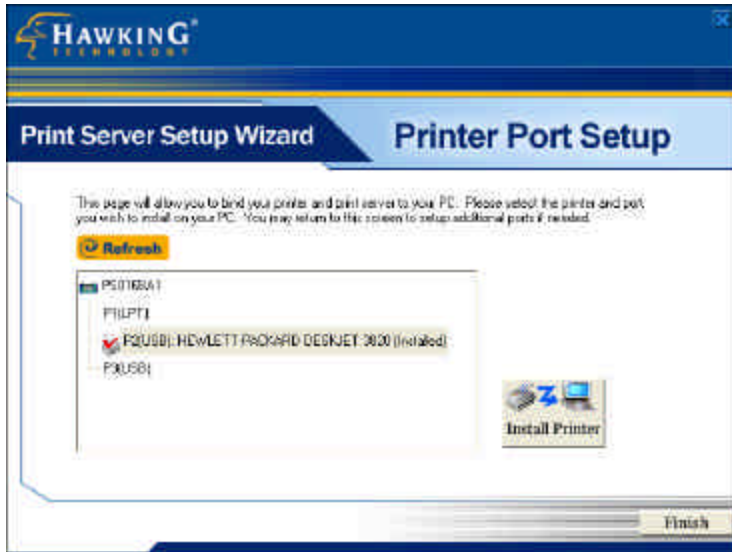 HAWKING
TECHNOLOGY
Print Server Setup Wizard
Printer Port Setup
This page will allow you to bind your printer and print server to your PC. Please select the printer and port
you wish to install on your PC. You may return to this screen to setup additional ports if needed.
Refresh
P1(LPT)
P2(USB): HEWLETT-PACKARD DESKJET 3820 (Installed)
P3(USB)
Install Printer
Finish